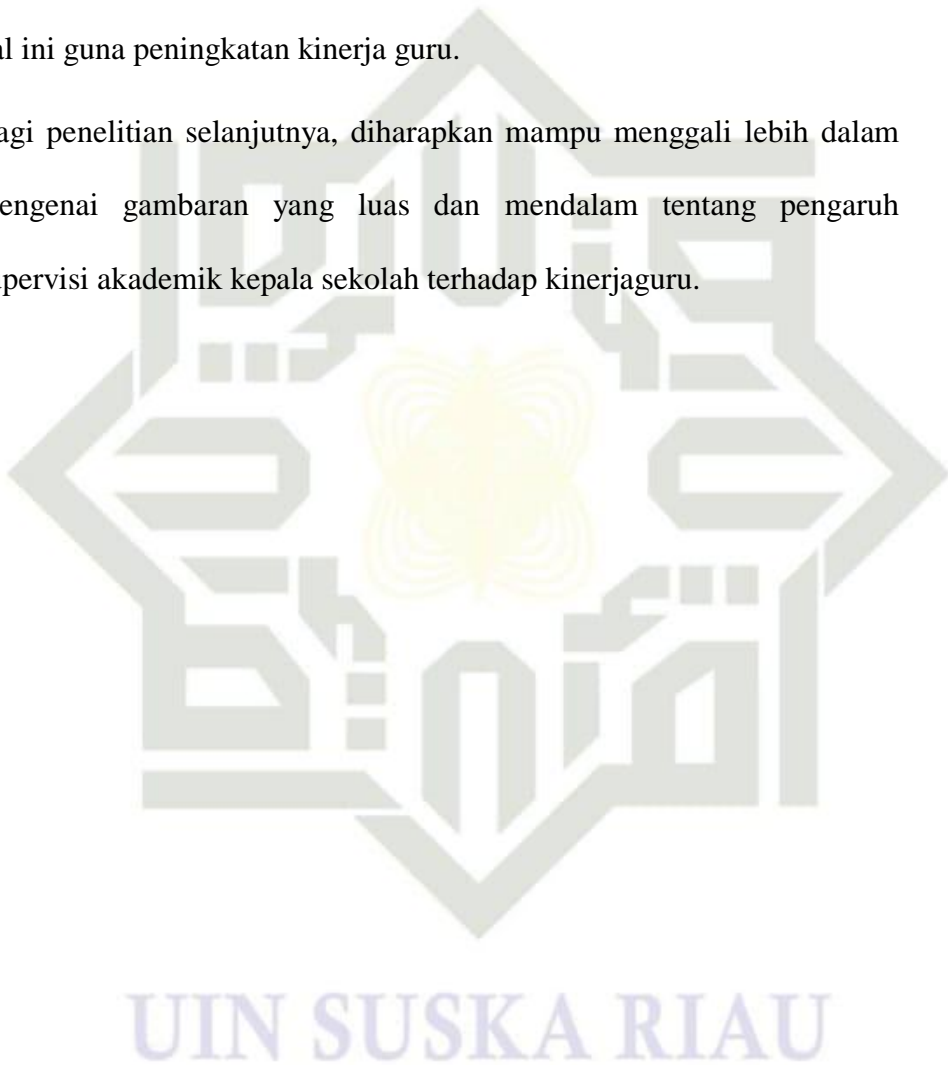 al ini guna peningkatan kinerja guru.
agi penelitian selanjutnya, diharapkan mampu menggali lebih dalam
engenai gambaran yang luas dan mendalam tentang pengaruh
pervisi akademik kepala sekolah terhadap kinerjaguru.
UIN SUSKA RIAU